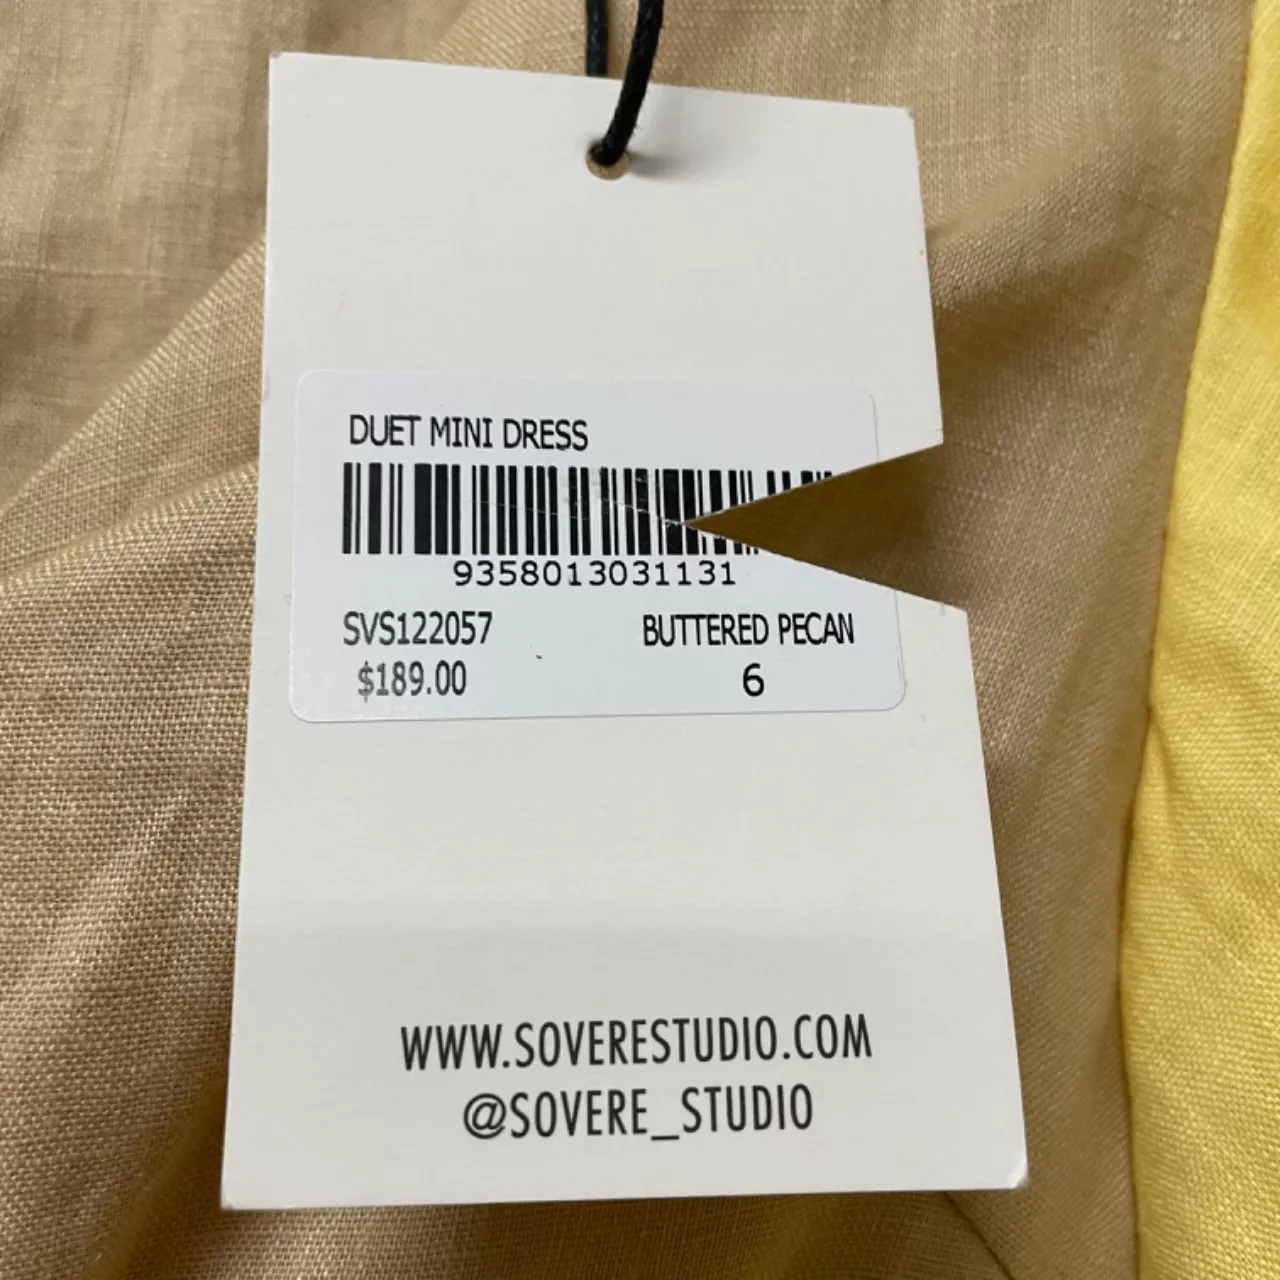 DUET MINI DRESS
9358013031131
SVS122057 BUTTERED PECAN
$189.00 6
WWW.SOVERESTUDIO.COM
@SOVERE_STUDIO